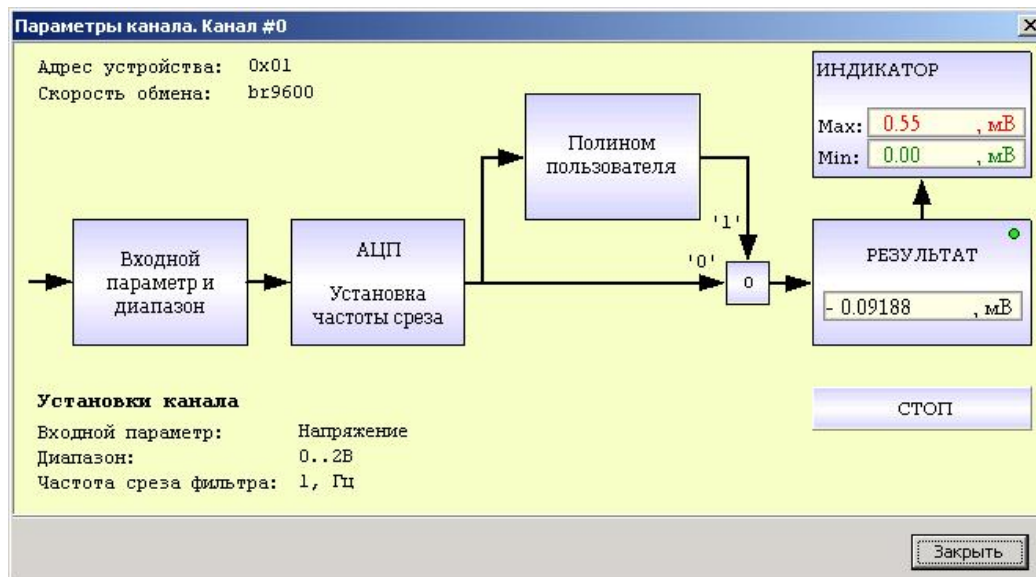 Параметры канала. Канал #0
Адрес устройства: 0x01
Скорость обмена: br9600
ИНДИКАТОР
Max: 0.55 , мВ
Min: 0.00 , мВ
Полином
пользователя
'1'
'0'
0
Входной
параметр и
диапазон
АЦП
Установка
частоты среза
РЕЗУЛЬТАТ
- 0.09188 , мВ
СТОП
Установки канала
Входной параметр: Напряжение
Диапазон: 0..2В
Частота среза фильтра: 1, Гц
Закрыть